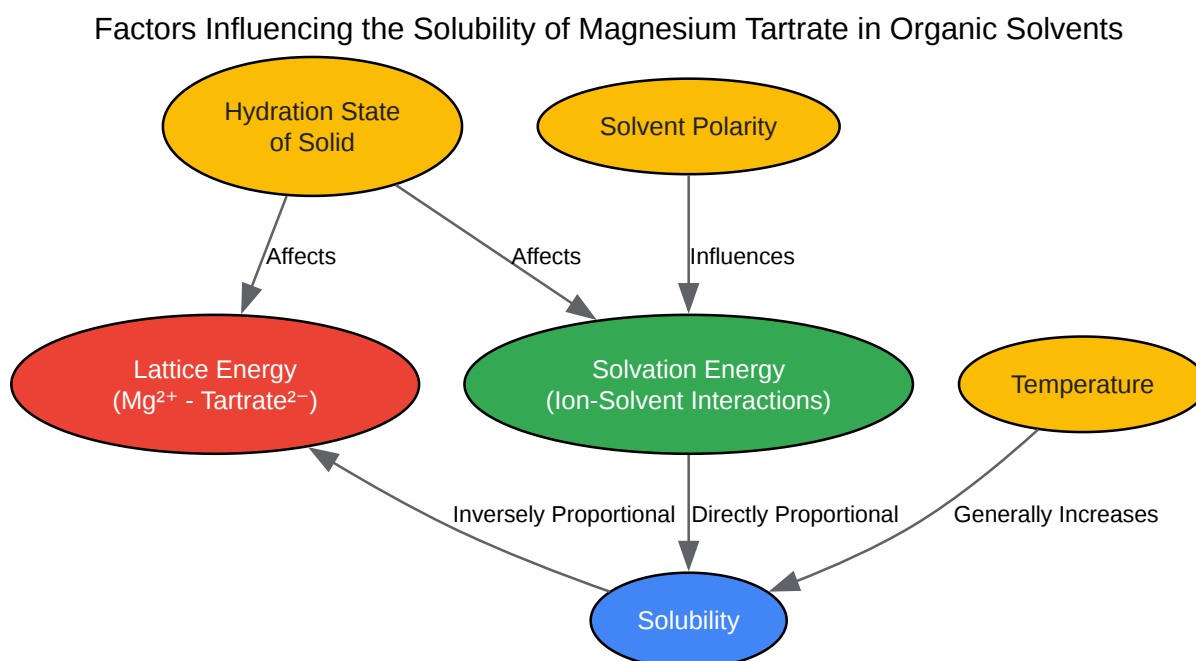 Factors Influencing the Solubility of Magnesium Tartrate in Organic Solvents
Hydration State
of Solid
Solvent Polarity
Affects
Affects
Influences
Lattice Energy
(Mg²⁺ - Tartrate²⁻)
Solvation Energy
(Ion-Solvent Interactions)
Temperature
Inversely Proportional
Directly Proportional
Generally Increases
Solubility